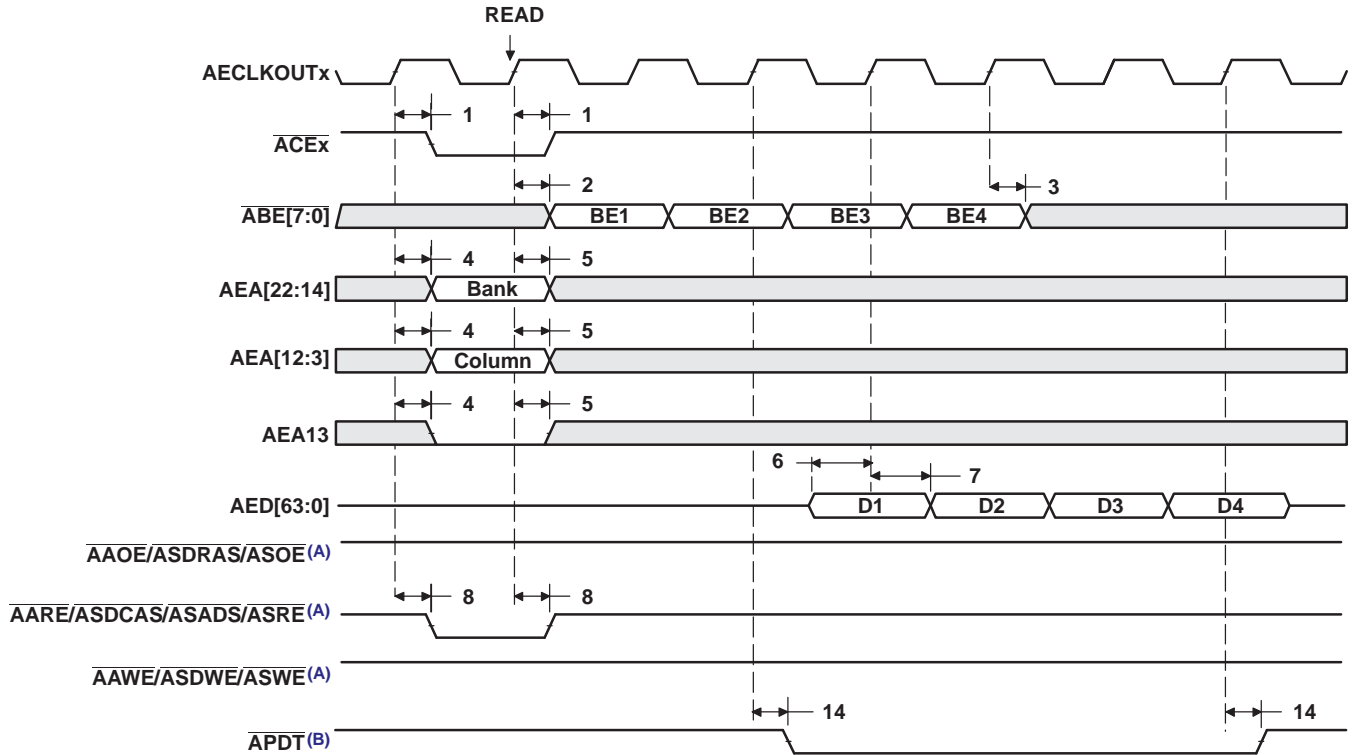 READ
AECLKOUTx
1 1
ACEx
2 3
ABE[7:0] BE1 BE2 BE3 BE4
4 5
AEA[22:14] Bank
4 5
AEA[12:3] Column
4 5
AEA13
6 7
AED[63:0] D1 D2 D3 D4
AAOE/ASDRAS/ASOE(A)
8 8
AARE/ASDCAS/ASADS/ASRE(A)
AAWE/ASDWE/ASWE(A)
14 14
APDT(B)